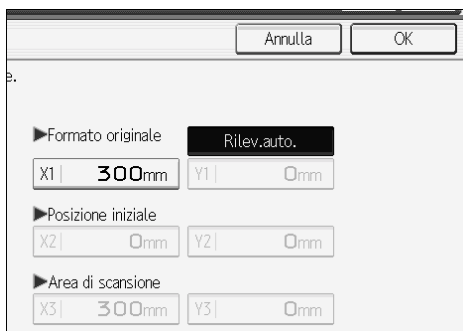 Annulla OK
e.
▶Formato originale Rilev.auto.
X1 300mm Y1 0mm
▶Posizione iniziale
X2 0mm Y2 0mm
▶Area di scansione
X3 300mm Y3 0mm